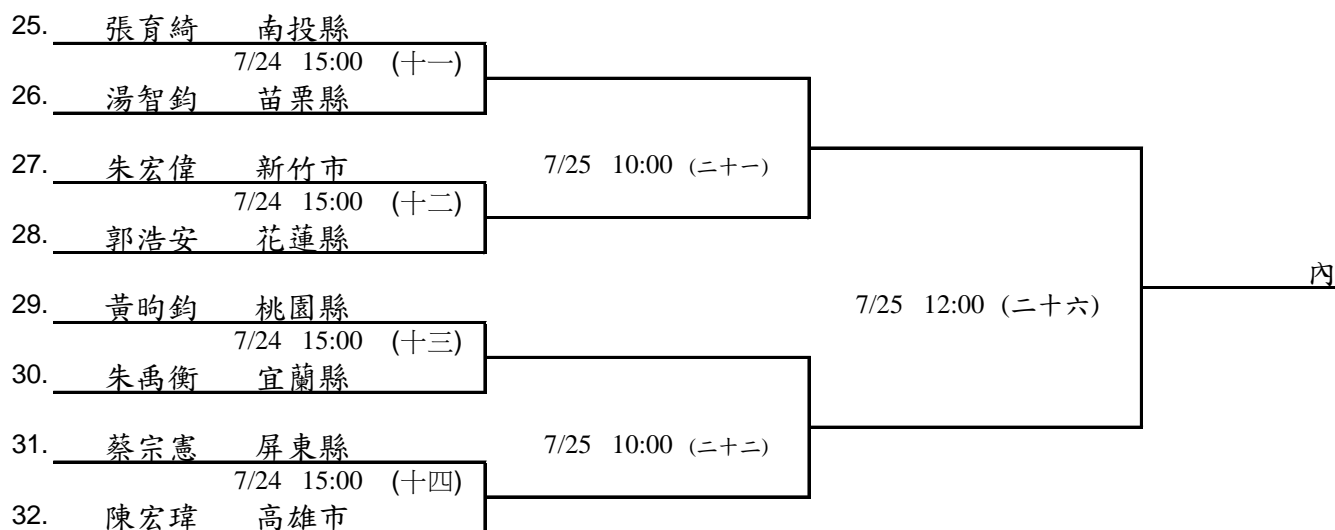 25. 張育綺 南投縣
7/24 15:00 (十一)
26. 湯智鈞 苗栗縣
27. 朱宏偉 新竹市 7/25 10:00 (二十一)
7/24 15:00 (十二)
28. 郭浩安 花蓮縣
內
29. 黃昫鈞 桃園縣 7/25 12:00 (二十六)
7/24 15:00 (十三)
30. 朱禹衡 宜蘭縣
31. 蔡宗憲 屏東縣 7/25 10:00 (二十二)
7/24 15:00 (十四)
32. 陳宏瑋 高雄市